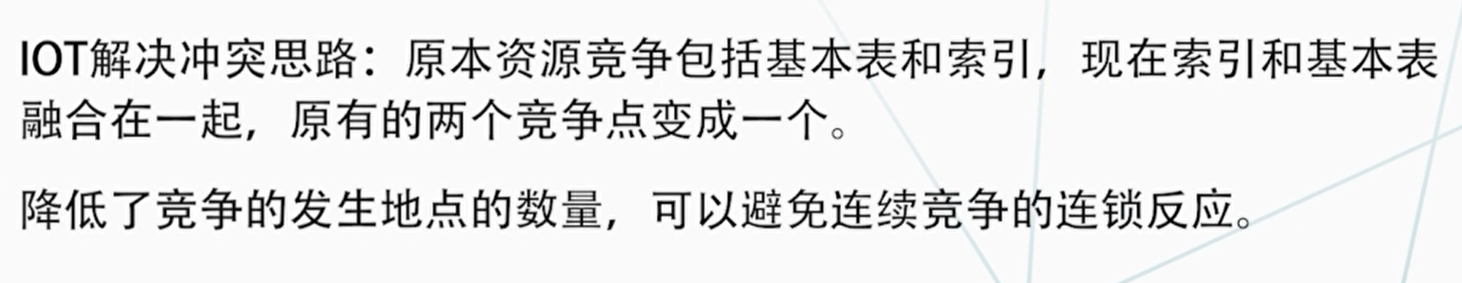 IOT解决冲突思路：原本资源竞争包括基本表和索引，现在索引和基本表
融合在一起，原有的两个竞争点变成一个。
降低了竞争的发生地点的数量，可以避免连续竞争的连锁反应。